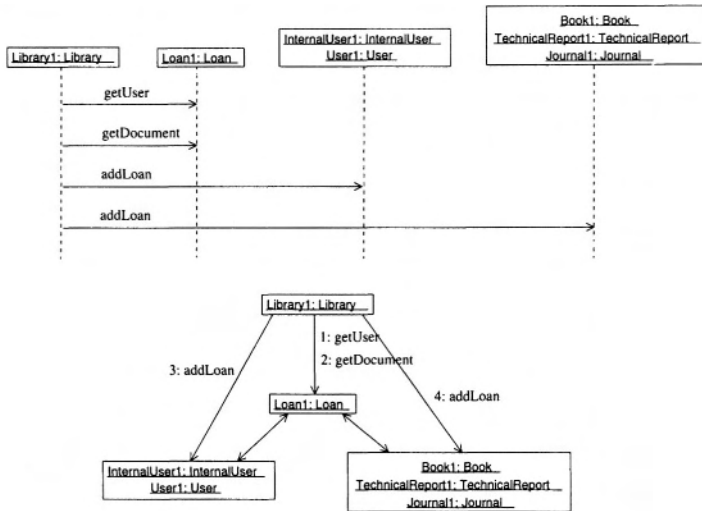 Library1: Library
Loan1: Loan
InternalUser1: InternalUser
User1: User
Book1: Book
TechnicalReport1: TechnicalReport
Journal1: Journal
getUser
getDocument
addLoan
addLoan
Library1: Library
1: getUser
2: getDocument
3: addLoan
4: addLoan
Loan1: Loan
InternalUser1: InternalUser
User1: User
Book1: Book
TechnicalReport1: TechnicalReport
Journal1: Journal